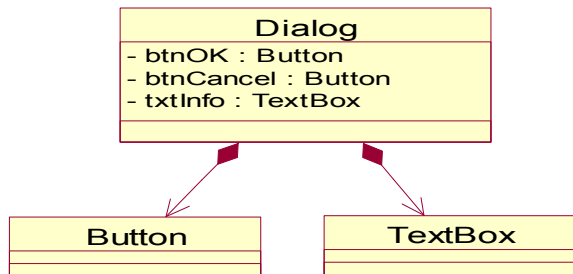 Dialog
- btnOK : Button
- btnCancel : Button
- txtInfo : TextBox
Button
TextBox